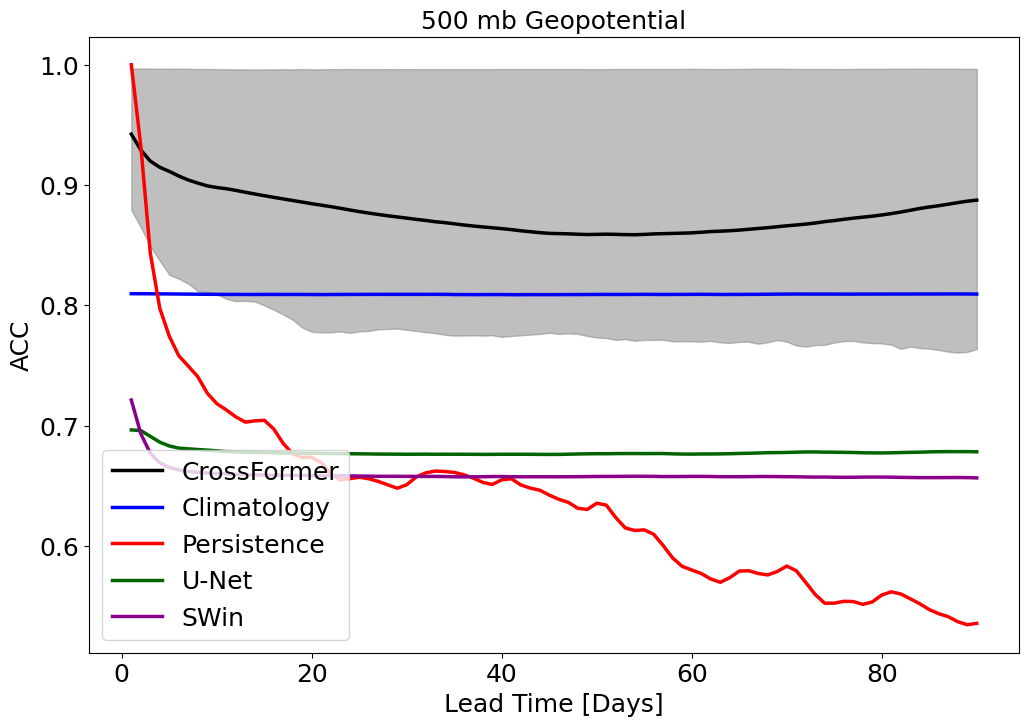 500 mb Geopotential
ACC
1.0
0.9
0.8
0.7
0.6
CrossFormer
Climatology
Persistence
U-Net
SWin
0 20 40 60 80
Lead Time [Days]